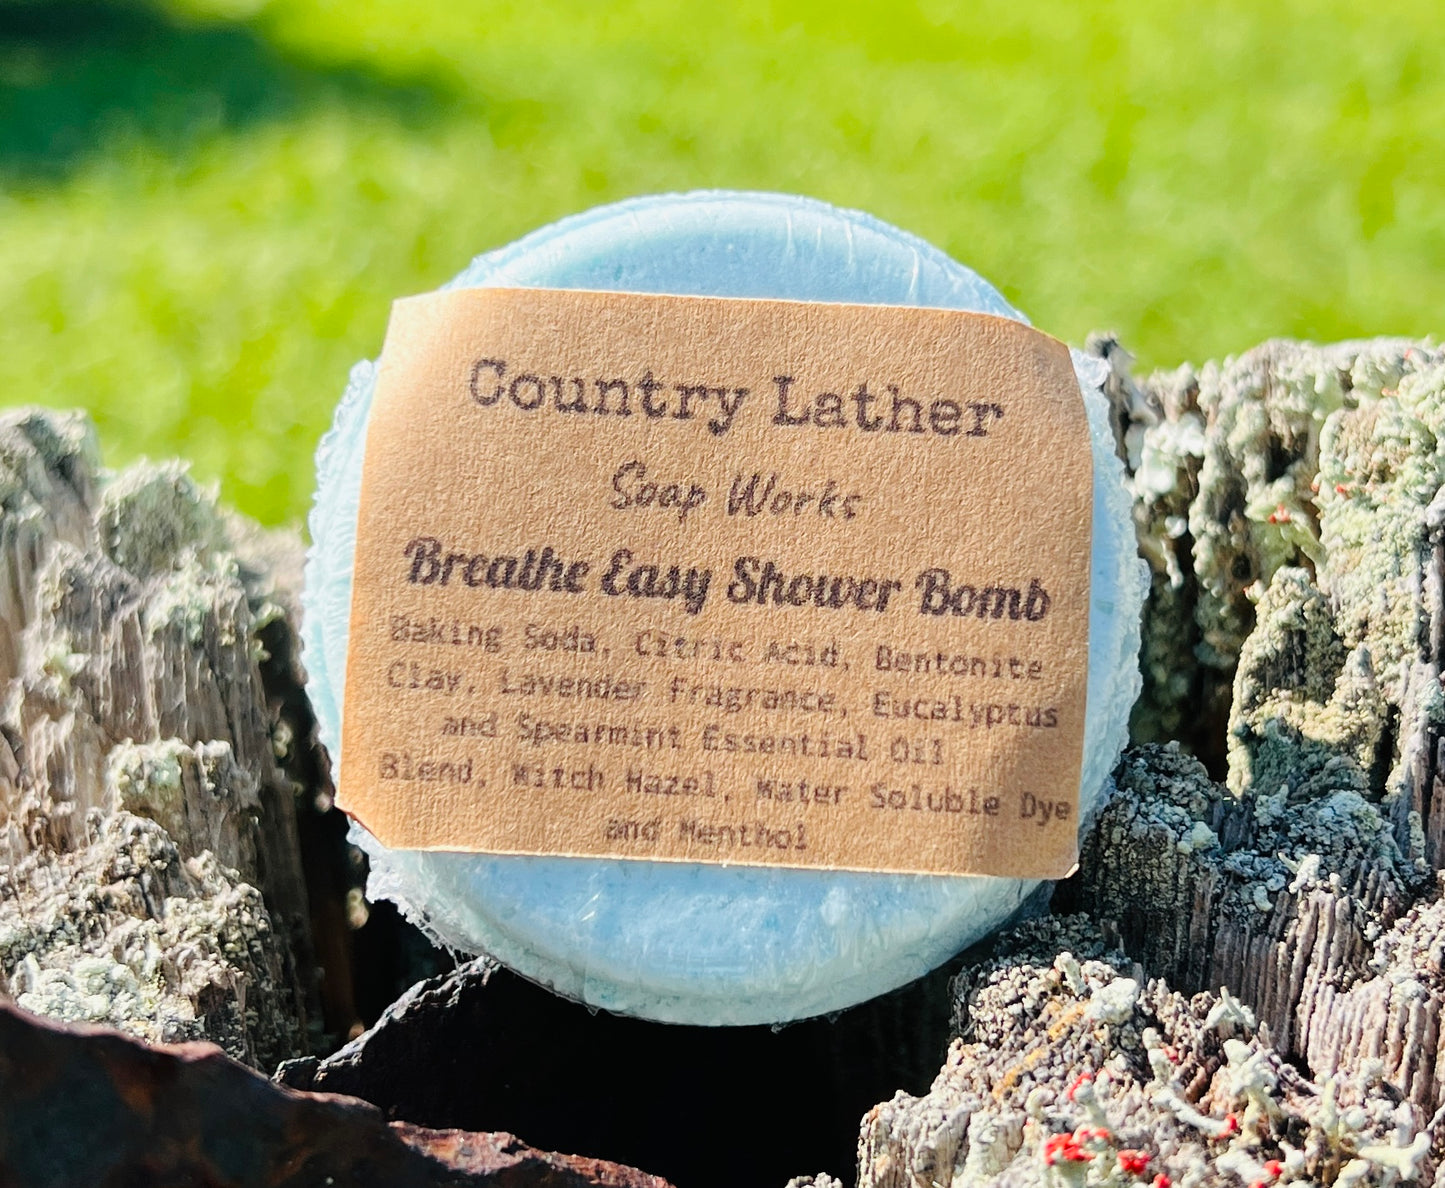 Country Lather
Soap Works
Breathe Easy Shower Bomb
Baking Soda, Citric Acid, Bentonite
Clay, Lavender Fragrance, Eucalyptus
and Spearmint Essential Oil
Blend, Witch Hazel, Water Soluble Dye
and Menthol